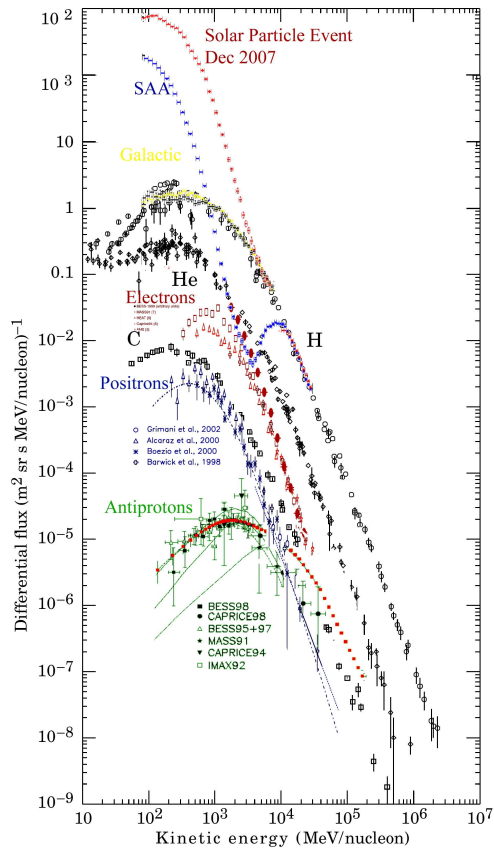 Solar Particle Event
Dec 2007
SAA
Galactic
He
Electrons
C
H
Positrons
Grimani et al., 2002
Alcaraz et al., 2000
Boezio et al., 2000
Barwick et al., 1998
Antiprotons
BESS98
CAPRICE98
BESS95+97
MASS91
CAPRICE94
IMAX92
10 2
10 3
10
1
0.1
10−2
10−3
10−4
10−5
10−6
10−7
10−8
10−9
Differential flux (m2 sr s MeV/nucleon)−1
10 102 103 104 105 106 107
Kinetic energy (MeV/nucleon)